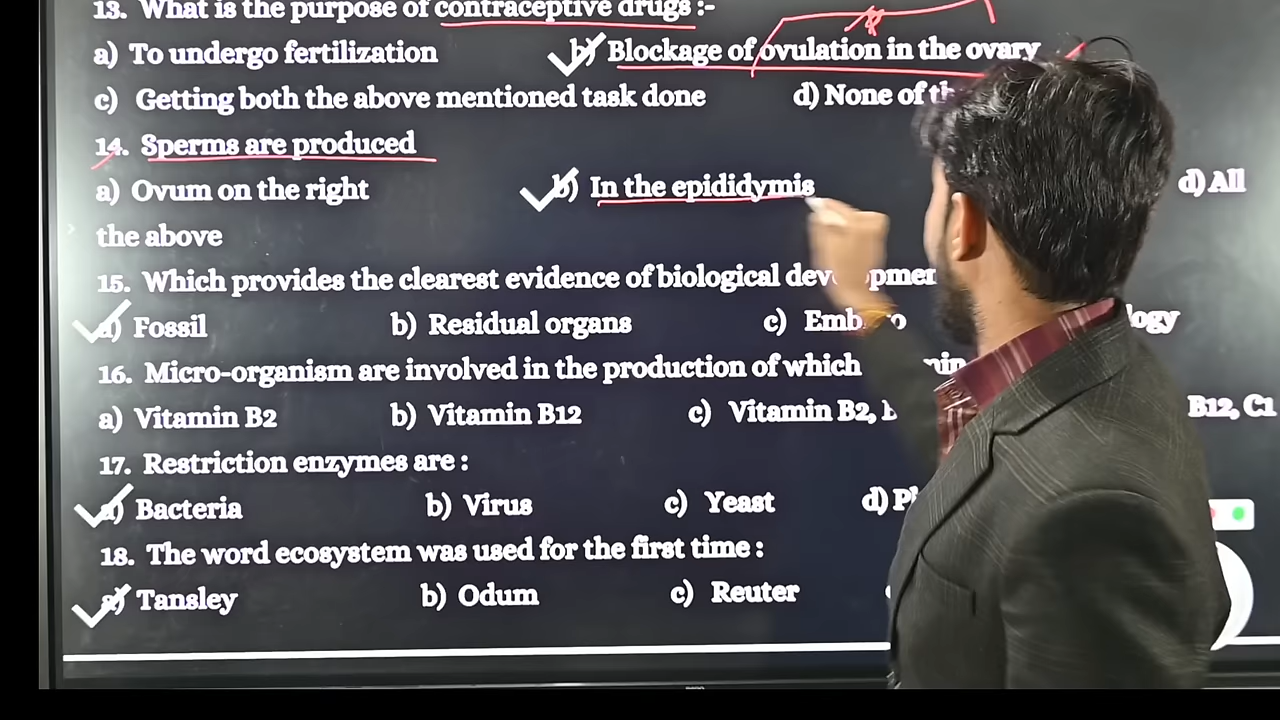 13. What is the purpose of contraceptive drugs :-
a) To undergo fertilization b) Blockage of ovulation in the ovary
c) Getting both the above mentioned task done d) None of
14. Sperms are produced
a) Ovum on the right b) In the epididymis d) All
the above
15. Which provides the clearest evidence of biological
a) Fossil b) Residual organs c)
16. Micro-organism are involved in the production of which
a) Vitamin B2 b) Vitamin B12 c) Vitamin B2, B12, C1
17. Restriction enzymes are :
a) Bacteria b) Virus c) Yeast d)
18. The word ecosystem was used for the first time :
a) Tansley b) Odum c) Reuter